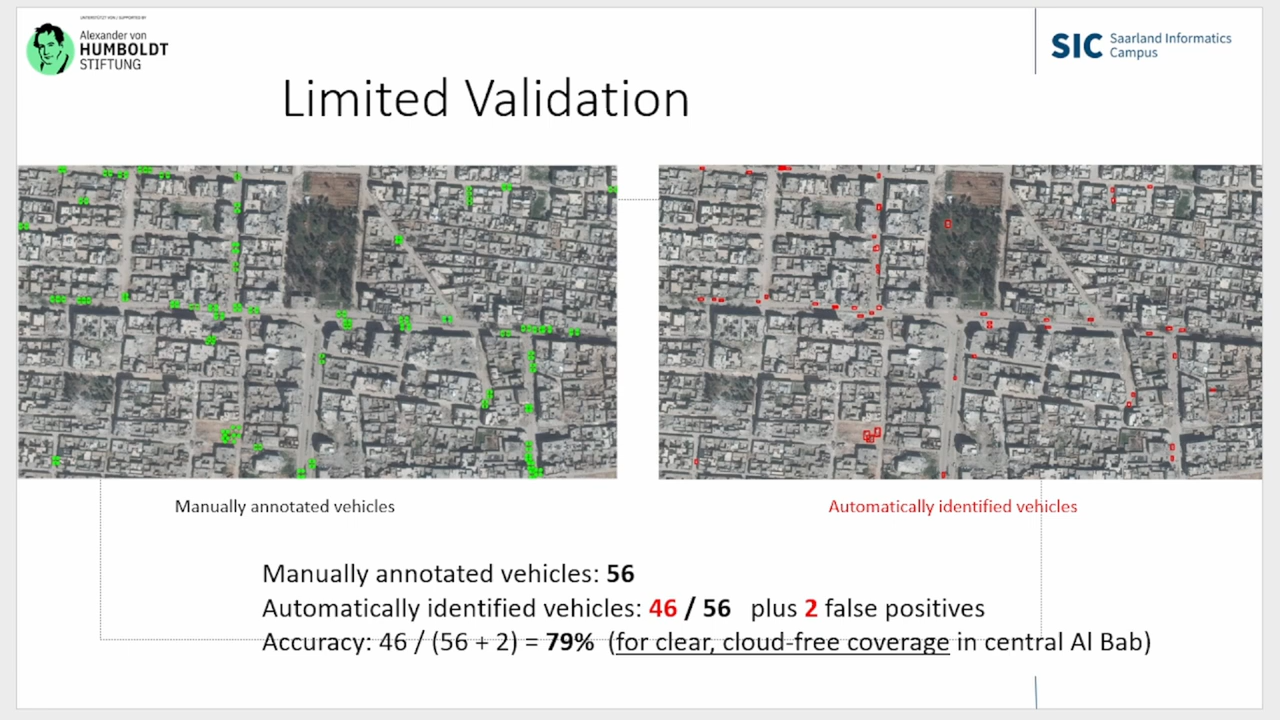 UNTERSTÜTZT VON / SUPPORTED BY
Alexander von
HUMBOLDT
STIFTUNG
SIC Saarland Informatics
Campus
Limited Validation
Manually annotated vehicles
Automatically identified vehicles
Manually annotated vehicles: 56
Automatically identified vehicles: 46 / 56 plus 2 false positives
Accuracy: 46 / (56 + 2) = 79% (for clear, cloud-free coverage in central Al Bab)